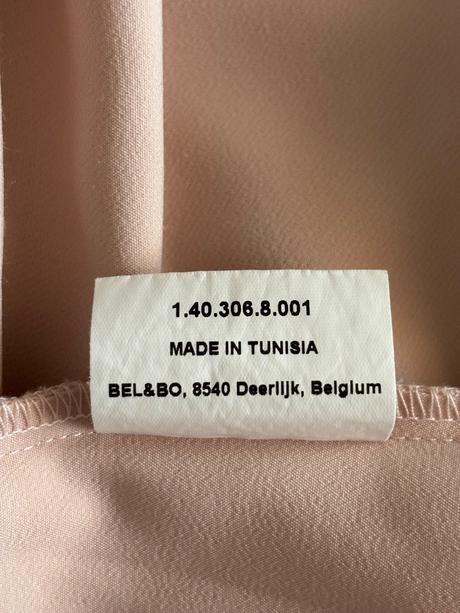 1.40.306.8.001
MADE IN TUNISIA
BEL&BO, 8540 Deerlijk, Belgium